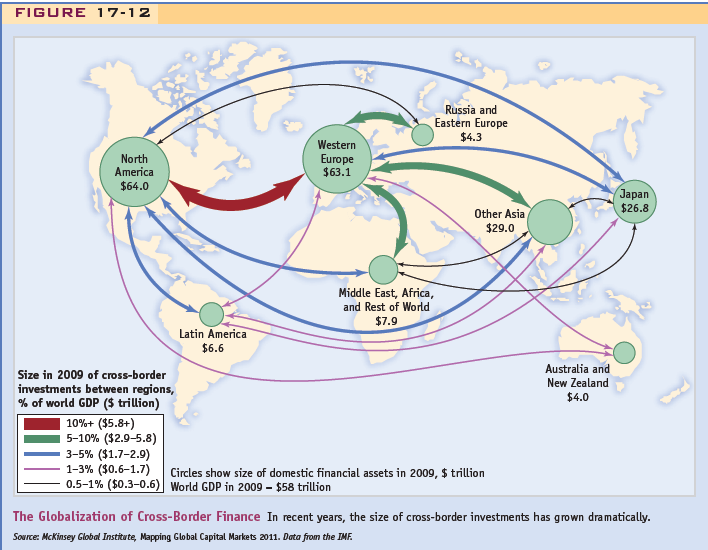 FIGURE 17-12
Russia and
Eastern Europe
$4.3
Western
Europe
$63.1
North
America
$64.0
Japan
$26.8
Other Asia
$29.0
Middle East, Africa,
and Rest of World
$7.9
Latin America
$6.6
Australia and
New Zealand
$4.0
Size in 2009 of cross-border
investments between regions,
% of world GDP ($ trillion)
10%+ ($5.8+)
5–10% ($2.9–5.8)
3–5% ($1.7–2.9)
1–3% ($0.6–1.7)
0.5–1% ($0.3–0.6)
Circles show size of domestic financial assets in 2009, $ trillion
World GDP in 2009 – $58 trillion
The Globalization of Cross-Border Finance In recent years, the size of cross-border investments has grown dramatically.
Source: McKinsey Global Institute, Mapping Global Capital Markets 2011. Data from the IMF.